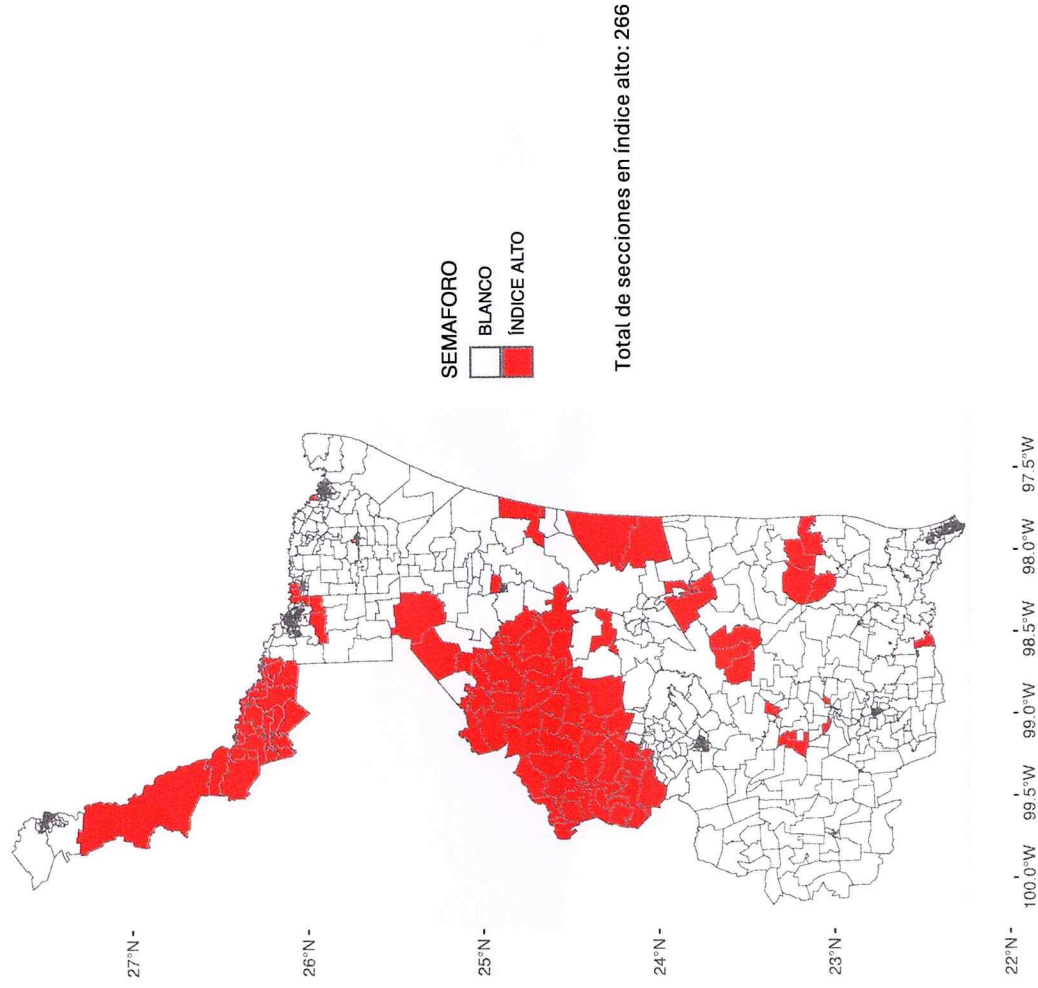 SEMAFORO
BLANCO
ÍNDICE ALTO
Total de secciones en índice alto: 266
27°N
26°N
25°N
24°N
23°N
22°N
100.0°W
99.5°W
99.0°W
98.5°W
98.0°W
97.5°W